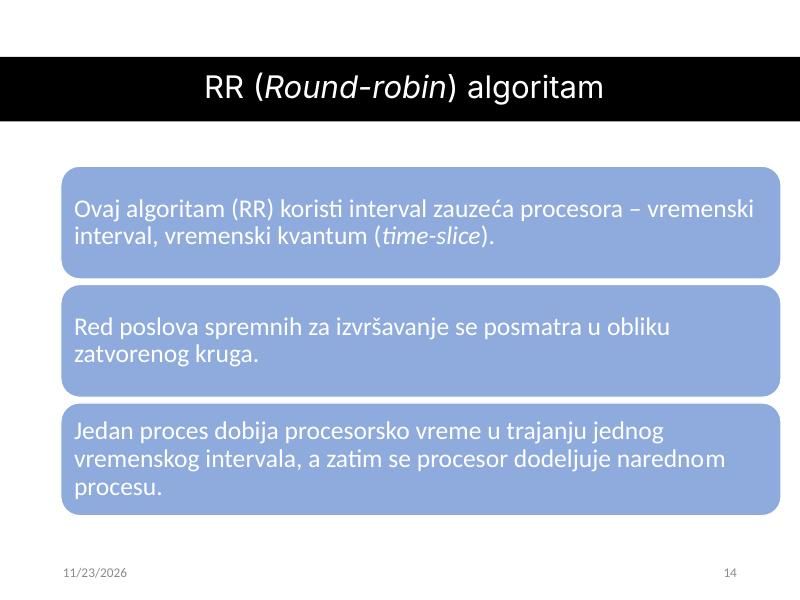 RR (Round-robin) algoritam
Ovaj algoritam (RR) koristi interval zauzeća procesora – vremenski
interval, vremenski kvantum (time-slice).
Red poslova spremnih za izvršavanje se posmatra u obliku
zatvorenog kruga.
Jedan proces dobija procesorsko vreme u trajanju jednog
vremenskog intervala, a zatim se procesor dodeljuje narednom
procesu.
11/23/2026
14